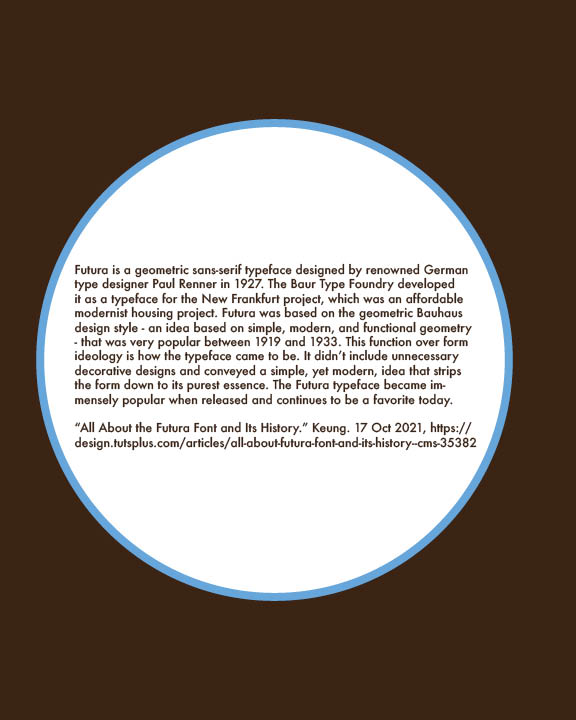 Futura is a geometric sans-serif typeface designed by renowned German
type designer Paul Renner in 1927. The Baur Type Foundry developed
it as a typeface for the New Frankfurt project, which was an affordable
modernist housing project. Futura was based on the geometric Bauhaus
design style - an idea based on simple, modern, and functional geometry
- that was very popular between 1919 and 1933. This function over form
ideology is how the typeface came to be. It didn’t include unnecessary
decorative designs and conveyed a simple, yet modern, idea that strips
the form down to its purest essence. The Futura typeface became im-
mensely popular when released and continues to be a favorite today.
“All About the Futura Font and Its History.” Keung. 17 Oct 2021, https://
design.tutsplus.com/articles/all-about-futura-font-and-its-history--cms-35382